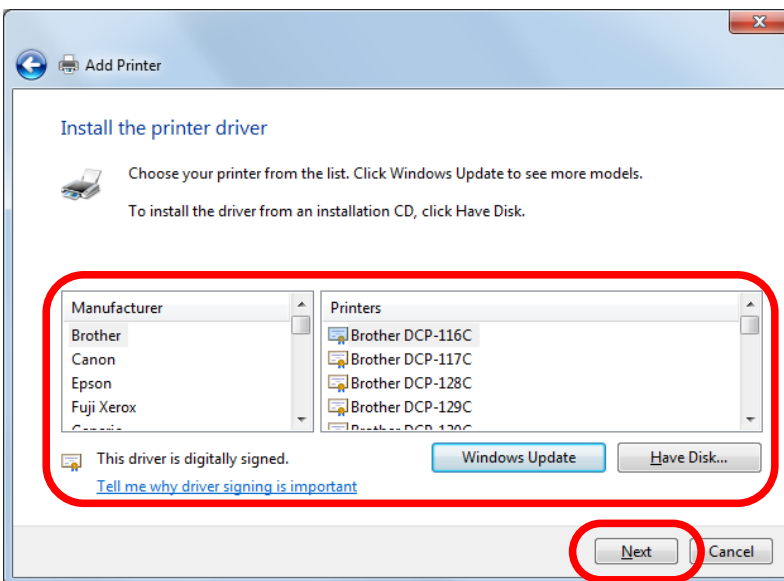 Add Printer
Install the printer driver
Choose your printer from the list. Click Windows Update to see more models.
To install the driver from an installation CD, click Have Disk.
Manufacturer
Brother
Canon
Epson
Fuji Xerox
Printers
Brother DCP-116C
Brother DCP-117C
Brother DCP-128C
Brother DCP-129C
This driver is digitally signed.
Windows Update
Have Disk...
Tell me why driver signing is important
Next
Cancel